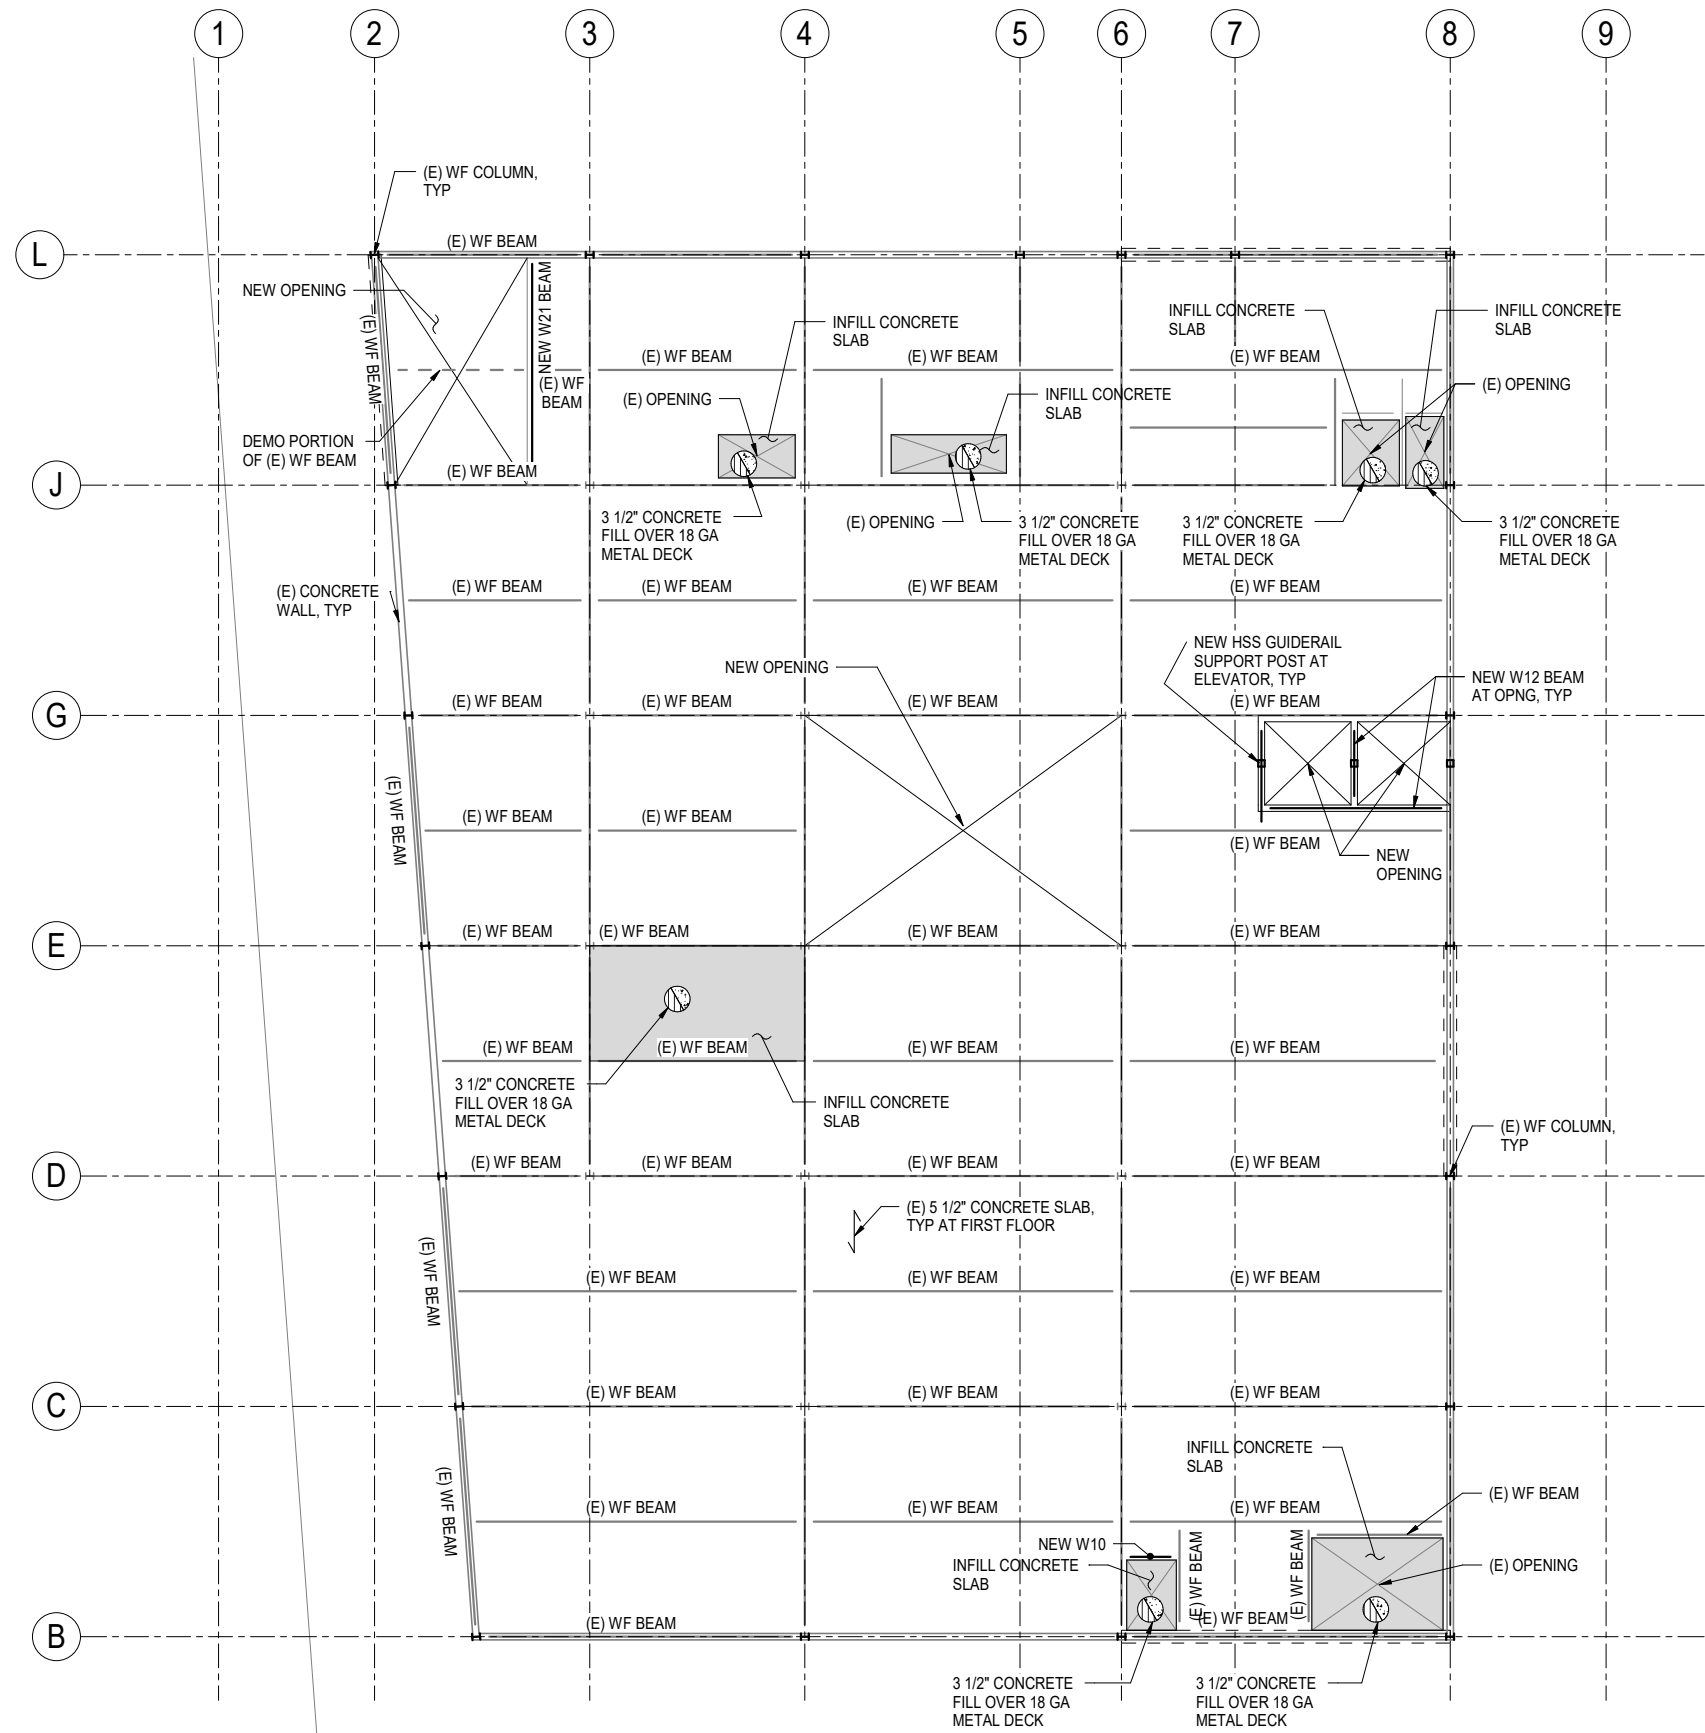 1
2
3
4
5
6
7
8
9
(E) WF COLUMN,
TYP
L
(E) WF BEAM
NEW OPENING
(E) WF BEAM
NEW W21 BEAM
INFILL CONCRETE
SLAB
INFILL CONCRETE
SLAB
INFILL CONCRETE
SLAB
(E) WF BEAM
(E) WF BEAM
(E) WF BEAM
(E) WF
BEAM
(E) OPENING
INFILL CONCRETE
SLAB
(E) OPENING
DEMO PORTION
OF (E) WF BEAM
(E) WF BEAM
J
3 1/2" CONCRETE
FILL OVER 18 GA
METAL DECK
(E) OPENING
3 1/2" CONCRETE
FILL OVER 18 GA
METAL DECK
3 1/2" CONCRETE
FILL OVER 18 GA
METAL DECK
3 1/2" CONCRETE
FILL OVER 18 GA
METAL DECK
(E) CONCRETE
WALL, TYP
(E) WF BEAM
(E) WF BEAM
(E) WF BEAM
(E) WF BEAM
NEW OPENING
NEW HSS GUIDERAIL
SUPPORT POST AT
ELEVATOR, TYP
NEW W12 BEAM
AT OPNG, TYP
G
(E) WF BEAM
(E) WF BEAM
(E) WF BEAM
(E) WF BEAM
(E) WF BEAM
(E) WF BEAM
(E) WF BEAM
(E) WF BEAM
NEW
OPENING
E
(E) WF BEAM
(E) WF BEAM
(E) WF BEAM
(E) WF BEAM
(E) WF BEAM
(E) WF BEAM
(E) WF BEAM
(E) WF BEAM
3 1/2" CONCRETE
FILL OVER 18 GA
METAL DECK
INFILL CONCRETE
SLAB
(E) WF COLUMN,
TYP
D
(E) WF BEAM
(E) WF BEAM
(E) WF BEAM
(E) WF BEAM
(E) 5 1/2" CONCRETE SLAB,
TYP AT FIRST FLOOR
(E) WF BEAM
(E) WF BEAM
(E) WF BEAM
(E) WF BEAM
C
(E) WF BEAM
(E) WF BEAM
(E) WF BEAM
INFILL CONCRETE
SLAB
(E) WF BEAM
(E) WF BEAM
(E) WF BEAM
(E) WF BEAM
(E) WF BEAM
NEW W10
INFILL CONCRETE
SLAB
(E) WF BEAM
(E) WF BEAM
(E) OPENING
B
(E) WF BEAM
(E) WF BEAM
3 1/2" CONCRETE
FILL OVER 18 GA
METAL DECK
3 1/2" CONCRETE
FILL OVER 18 GA
METAL DECK